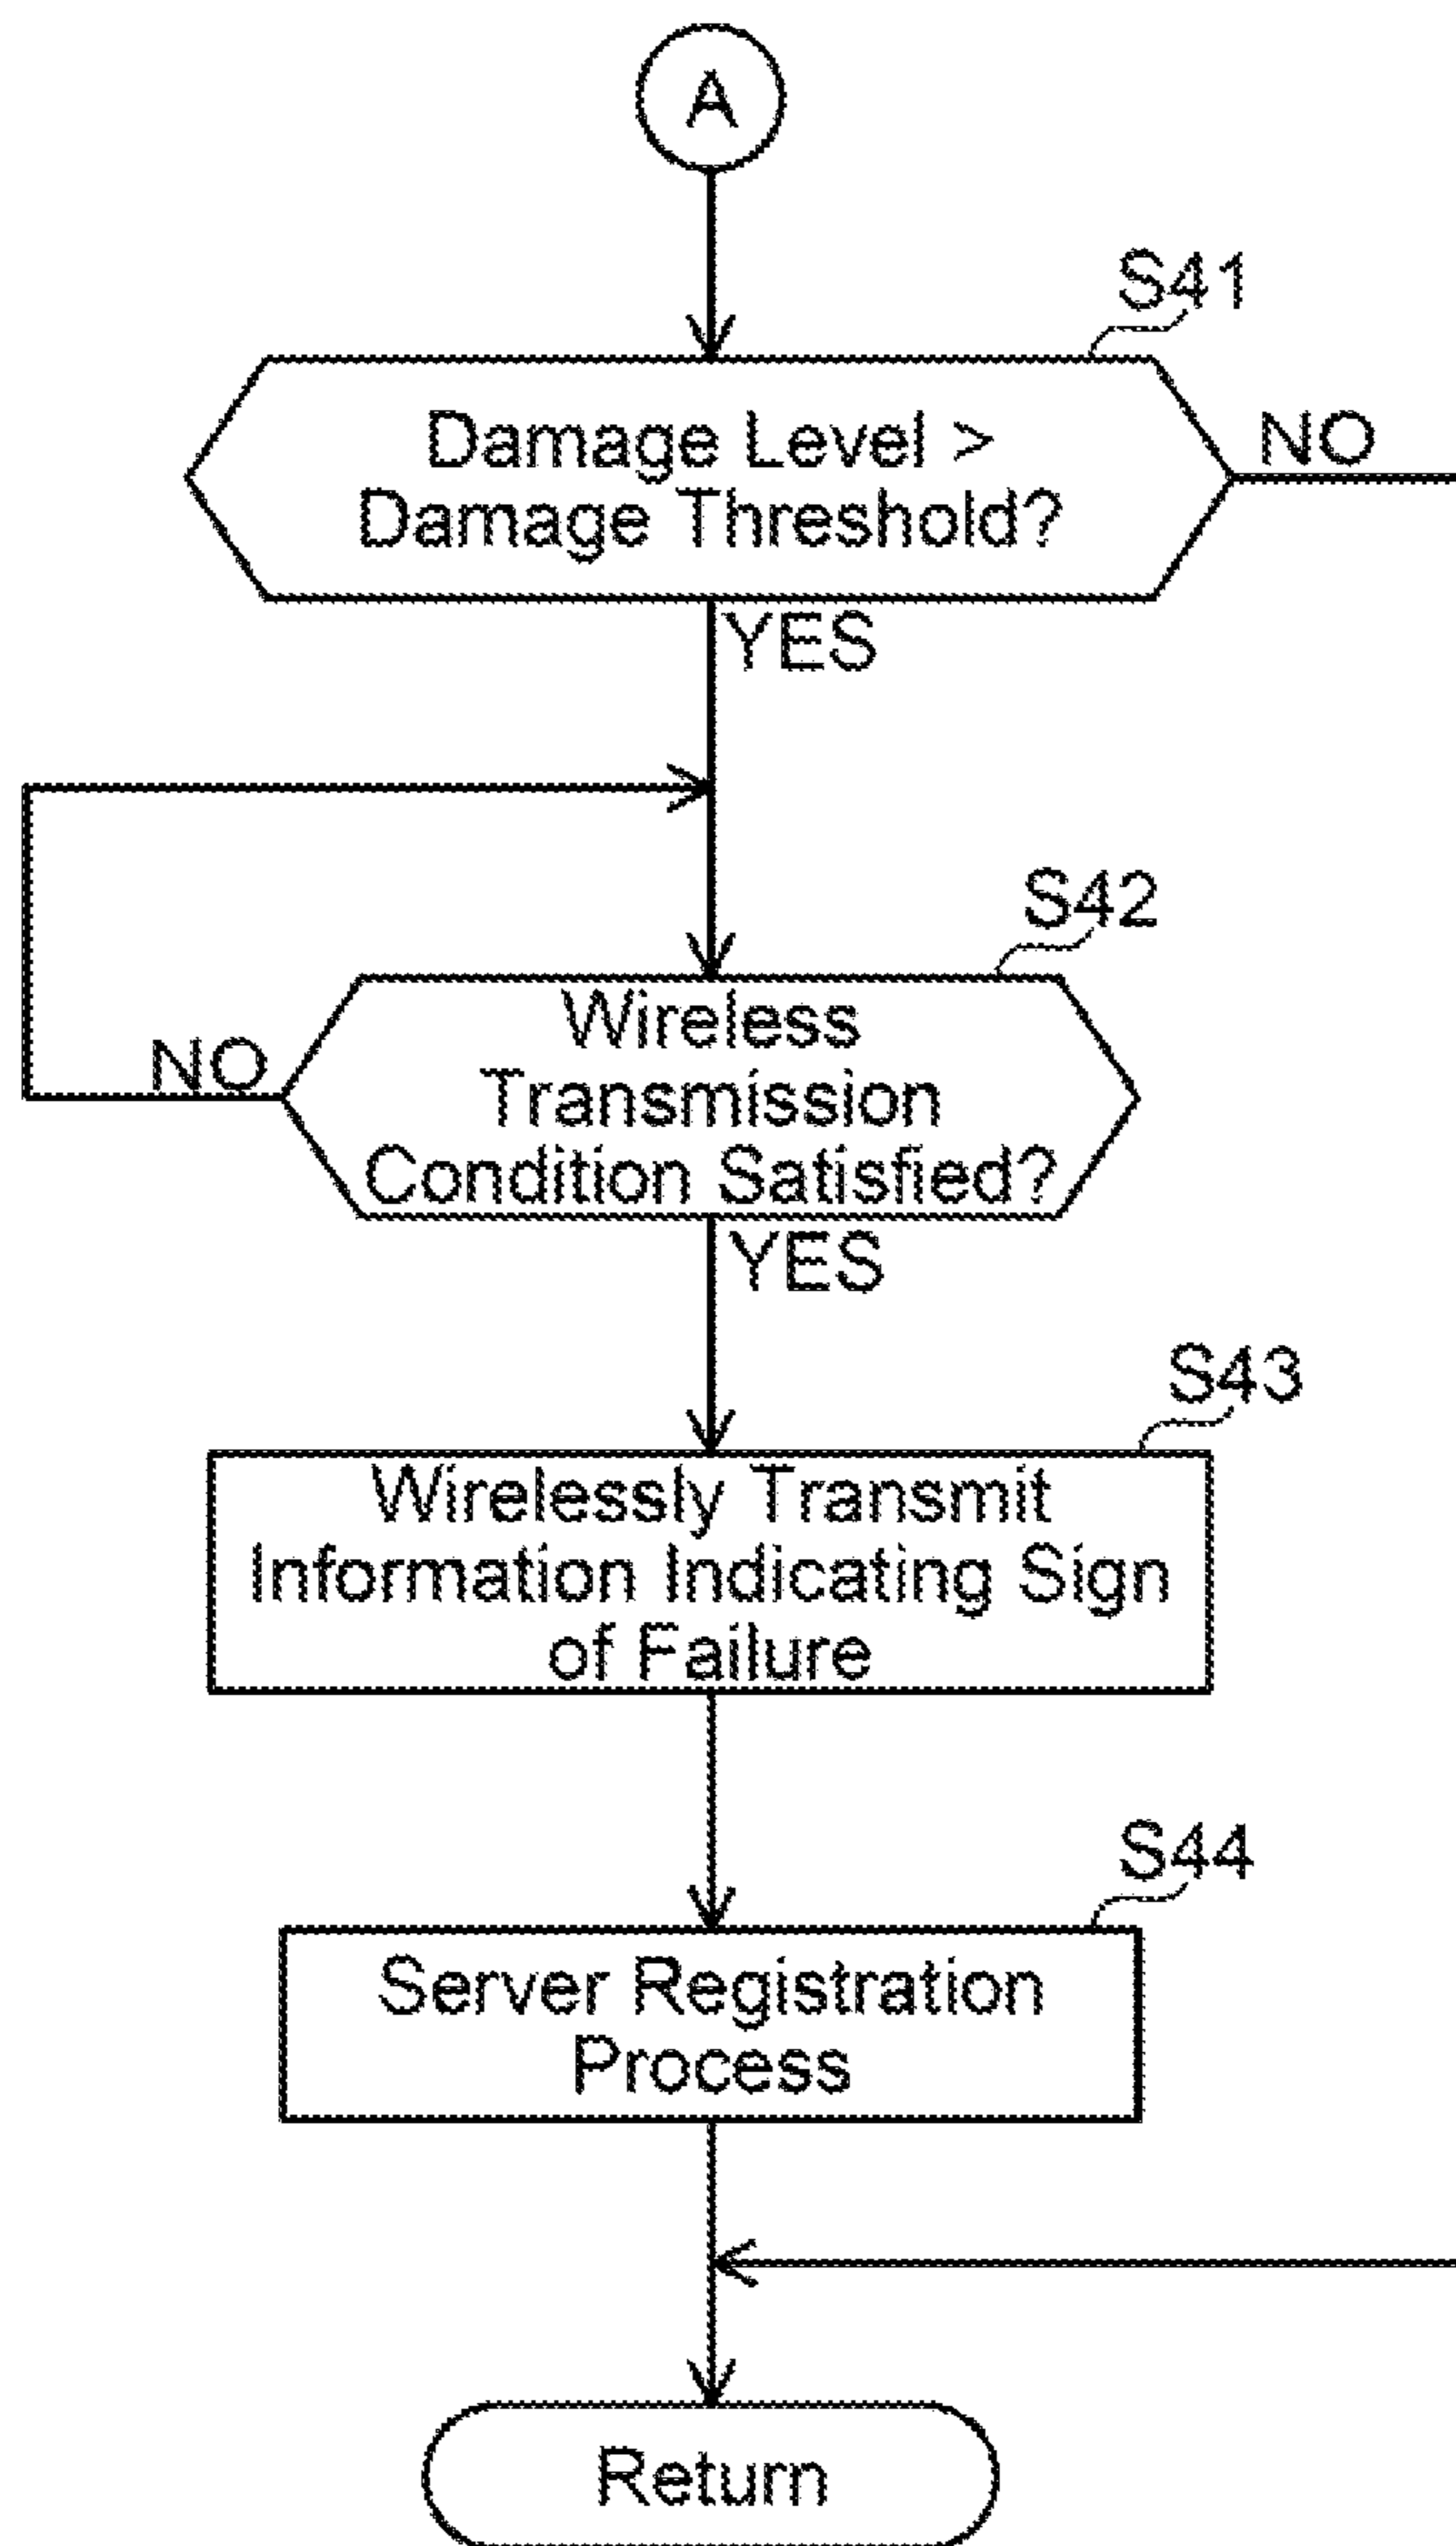 A
S41
Damage Level >
Damage Threshold?
NO
YES
S42
Wireless
Transmission
Condition Satisfied?
NO
YES
S43
Wirelessly Transmit
Information Indicating Sign
of Failure
S44
Server Registration
Process
Return